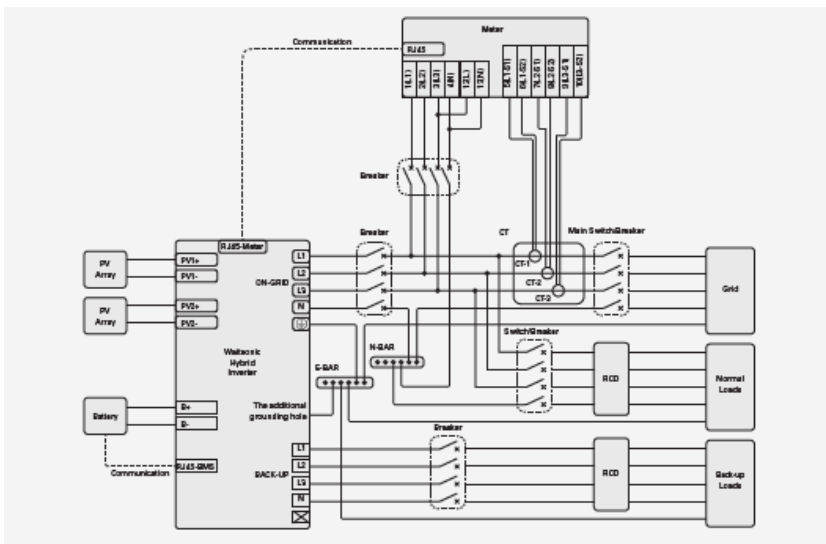 Meter
Communication
RJ45
1(L1)
2(L2)
3(L3)
4(N)
12(L)
13(N)
5(L1-S1)
6(L1-S2)
7(L2-S1)
8(L2-S2)
9(L3-S1)
10(L3-S2)
Breaker
RJ45-Meter
Breaker
CT
Main Switch/Breaker
PV
Array
PV1+
PV1-
ON-GRID
L1
L2
L3
N
CT-1
CT-2
CT-3
Grid
PV
Array
PV2+
PV2-
Switch/Breaker
N-BAR
E-BAR
Hybrid
Inverter
RCD
Normal
Loads
Battery
B+
B-
The additional
grounding hole
Breaker
RJ45-BMS
Communication
BACK-UP
L1
L2
L3
N
RCD
Back-up
Loads